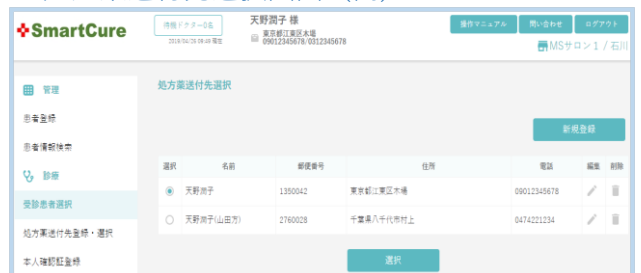 SmartCure
待機ドクター0名
2018/06/26 09:49 現在
天野潤子 様
東京都江東区木場
09012345678/0312345678
操作マニュアル
問い合わせ
ログアウト
MSサロン1 / 石川
管理
患者登録
患者情報検索
診療
受診患者選択
処方薬送付先登録・選択
本人確認証登録
処方薬送付先選択
新規登録
選択 名前 郵便番号 住所 電話 編集 削除
天野潤子 1350042 東京都江東区木場 09012345678
天野潤子(山田方) 2760028 千葉県八千代市村上 0474221234
選択